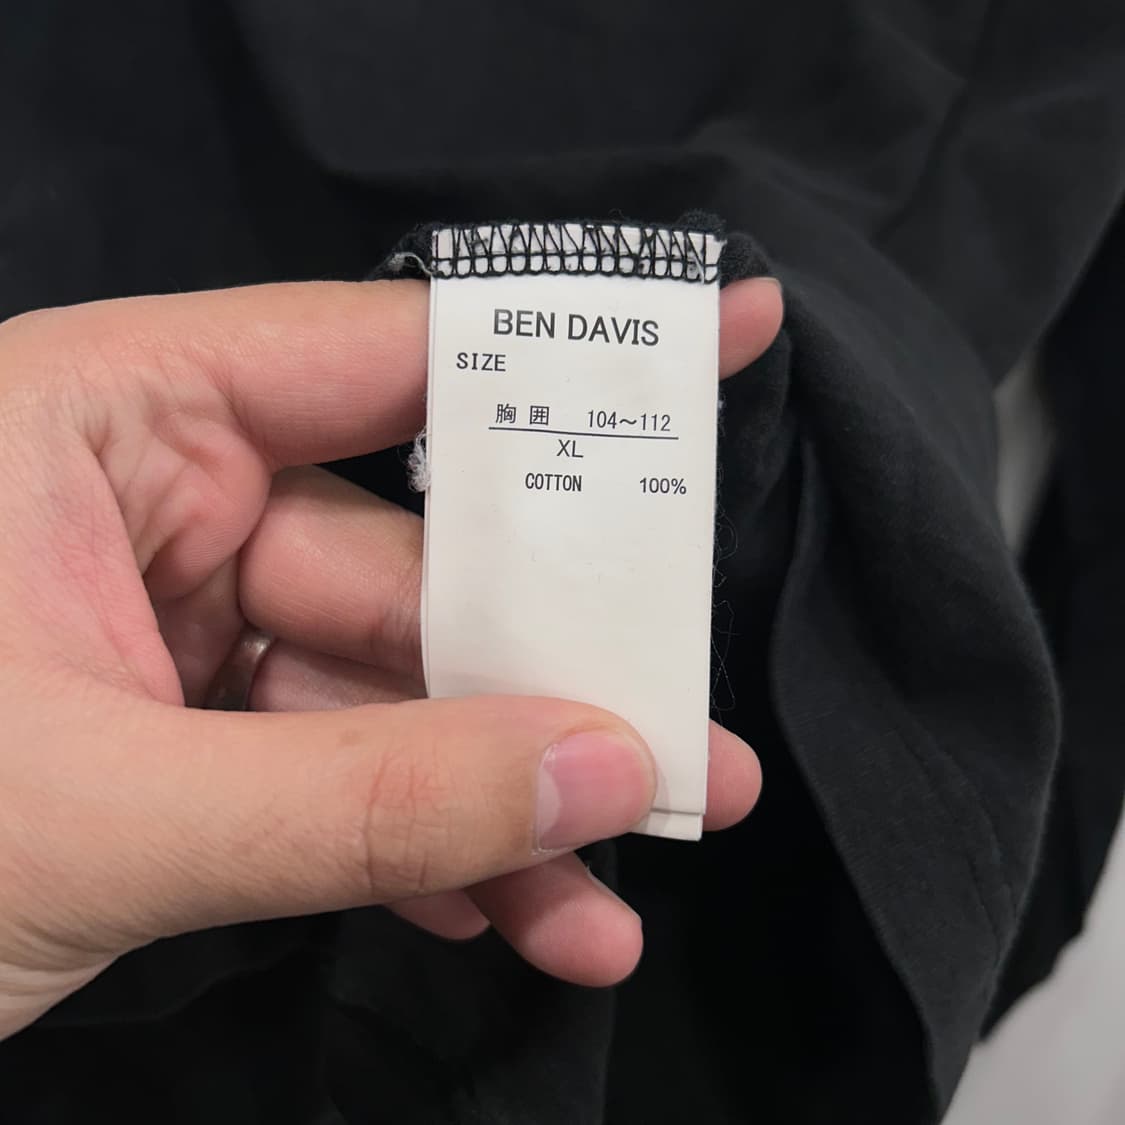 BEN DAVIS
SIZE
胸囲 104～112
XL
COTTON 100%